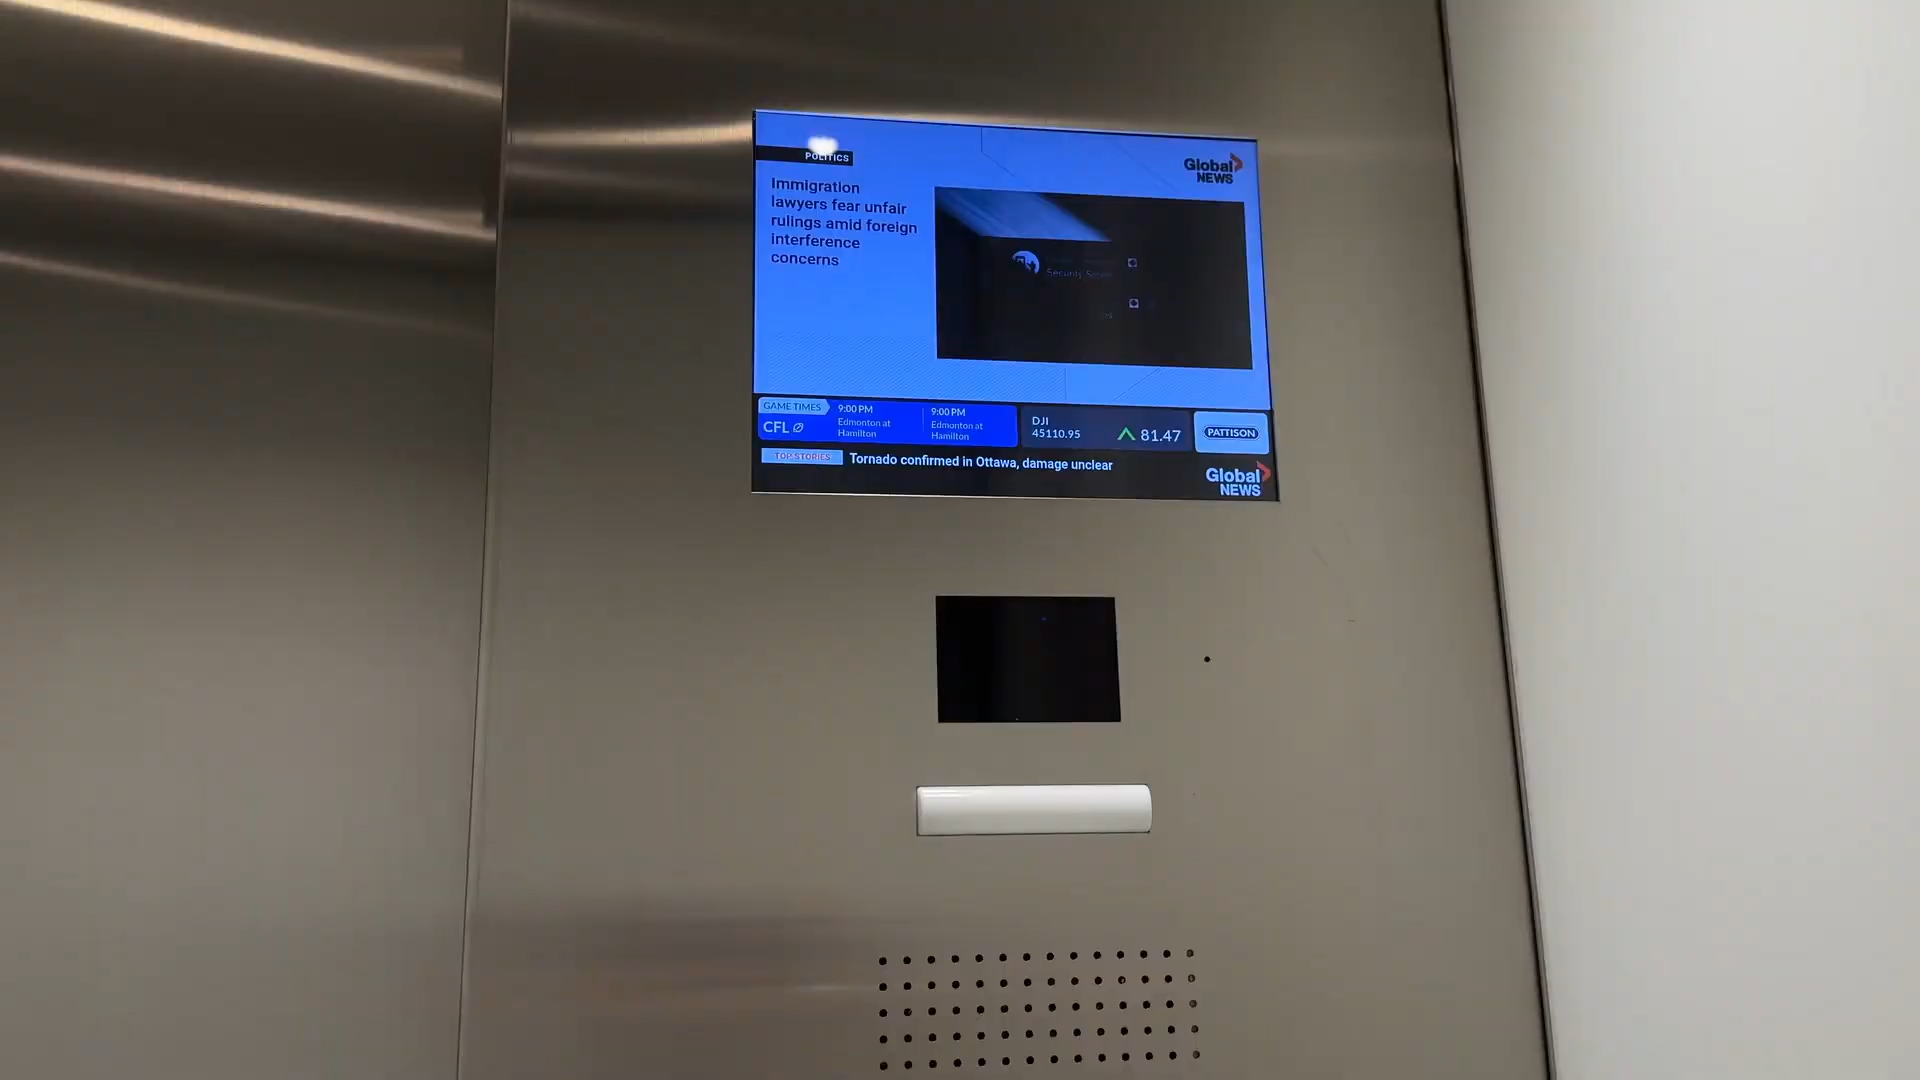 POLITICS
Global
NEWS
Immigration
lawyers fear unfair
rulings amid foreign
interference
concerns
Security
GAME TIMES
CFL
9:00 PM
Edmonton at
Hamilton
9:00 PM
Edmonton at
Hamilton
DJI
45110.95
81.47
PATTISON
TOP STORIES
Tornado confirmed in Ottawa, damage unclear
Global
NEWS